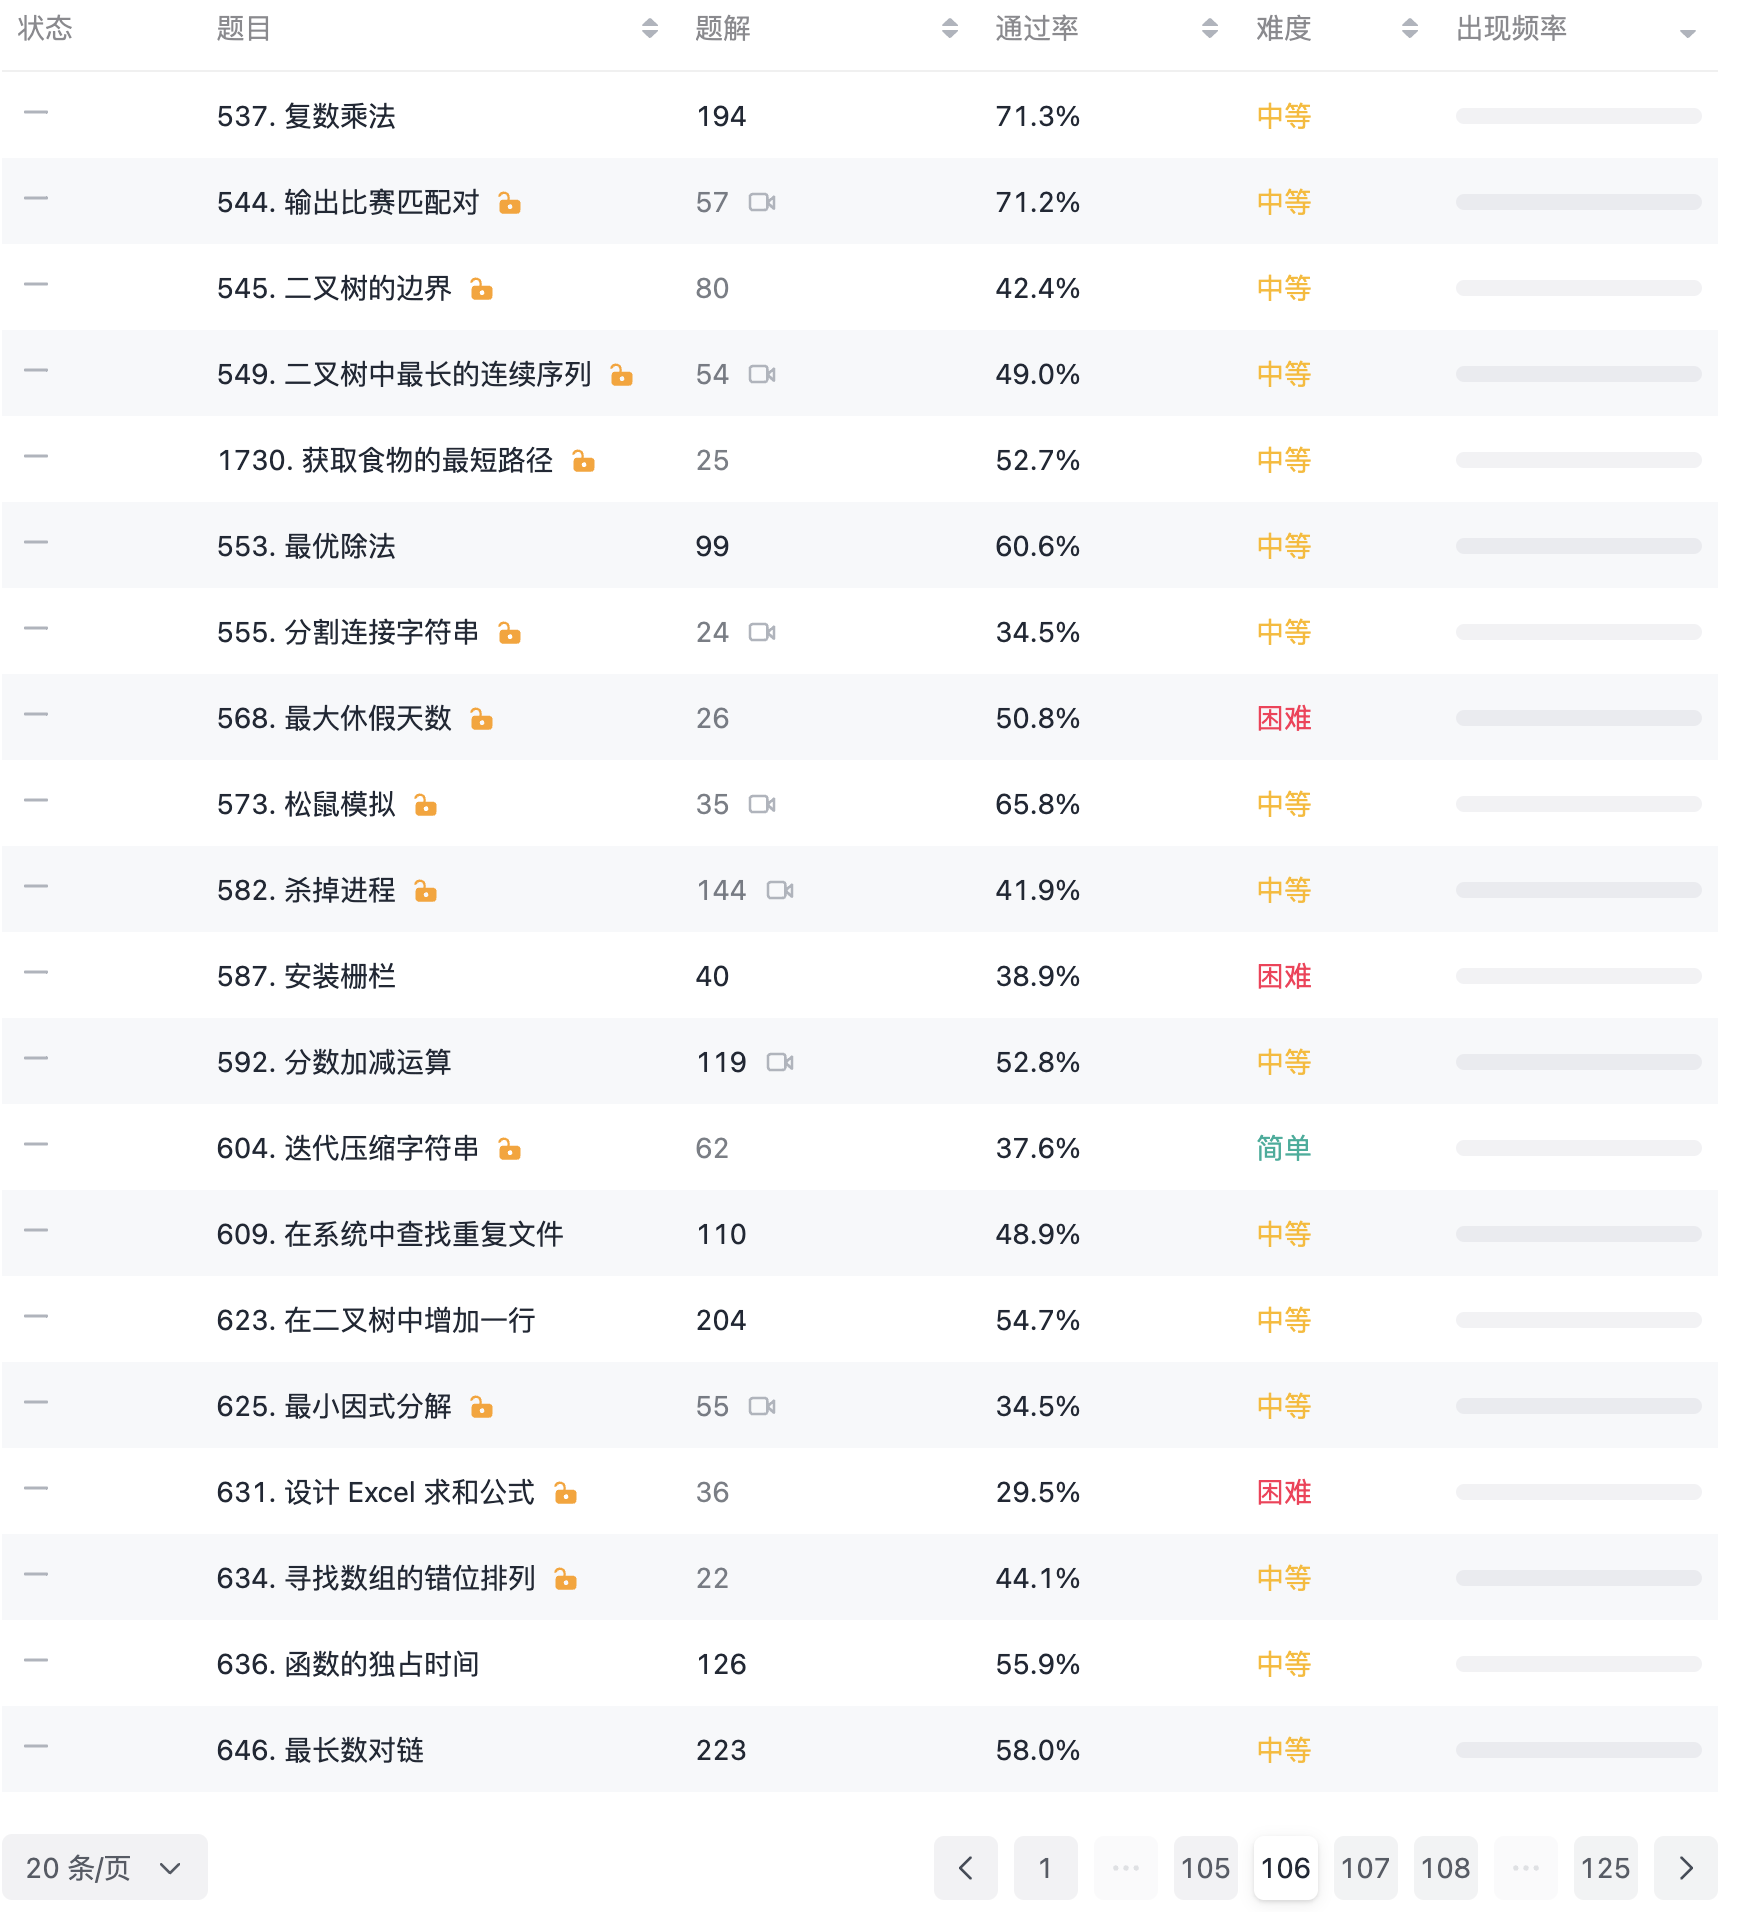 状态 题目 题解 通过率 难度 出现频率
537. 复数乘法 194 71.3% 中等
544. 输出比赛匹配对 57 71.2% 中等
545. 二叉树的边界 80 42.4% 中等
549. 二叉树中最长的连续序列 54 49.0% 中等
1730. 获取食物的最短路径 25 52.7% 中等
553. 最优除法 99 60.6% 中等
555. 分割连接字符串 24 34.5% 中等
568. 最大休假天数 26 50.8% 困难
573. 松鼠模拟 35 65.8% 中等
582. 杀掉进程 144 41.9% 中等
587. 安装栅栏 40 38.9% 困难
592. 分数加减运算 119 52.8% 中等
604. 迭代压缩字符串 62 37.6% 简单
609. 在系统中查找重复文件 110 48.9% 中等
623. 在二叉树中增加一行 204 54.7% 中等
625. 最小因式分解 55 34.5% 中等
631. 设计 Excel 求和公式 36 29.5% 困难
634. 寻找数组的错位排列 22 44.1% 中等
636. 函数的独占时间 126 55.9% 中等
646. 最长数对链 223 58.0% 中等
20 条/页 1 ··· 105 106 107 108 ··· 125